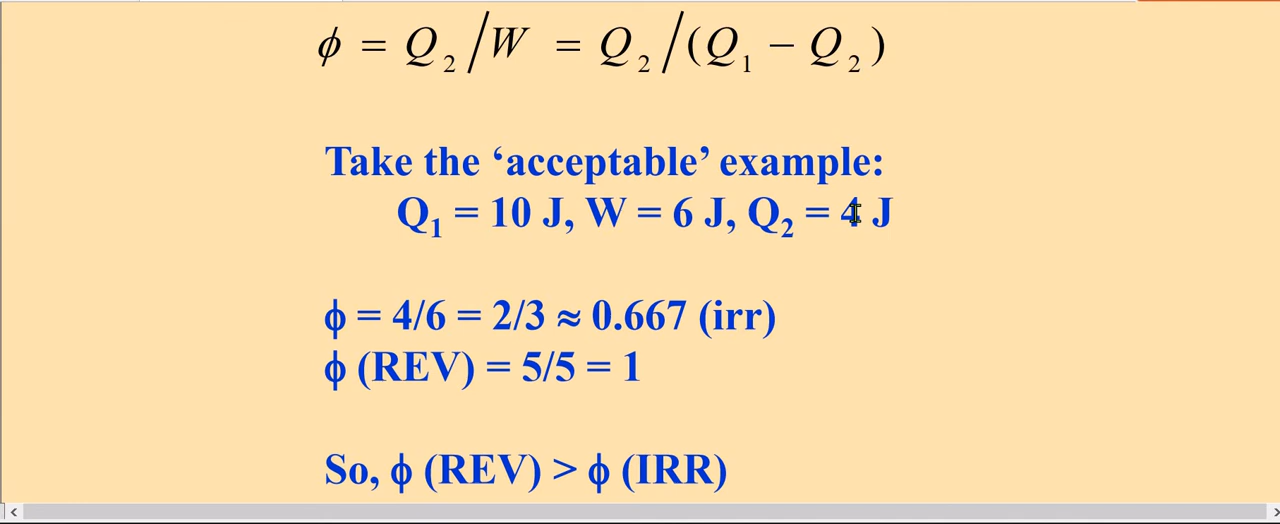 ϕ = Q₂/W = Q₂/(Q₁ − Q₂)
Take the ‘acceptable’ example:
Q₁ = 10 J, W = 6 J, Q₂ = 4 J
ϕ = 4/6 = 2/3 ≈ 0.667 (irr)
ϕ (REV) = 5/5 = 1
So, ϕ (REV) > ϕ (IRR)